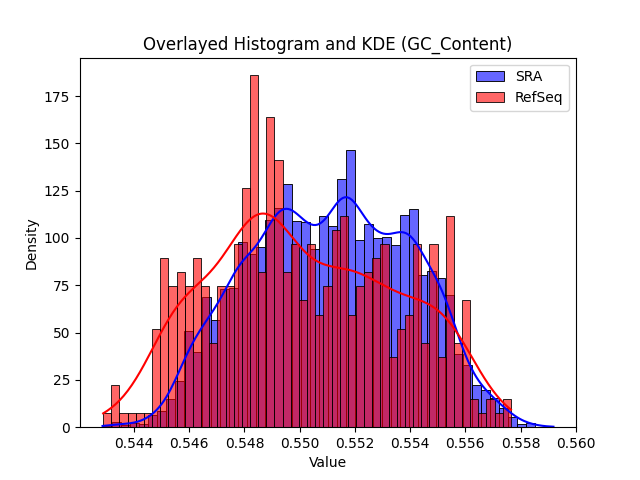 Overlayed Histogram and KDE (GC_Content)
SRA
RefSeq
175
150
125
100
75
50
25
0
Density
0.544 0.546 0.548 0.550 0.552 0.554 0.556 0.558 0.560
Value